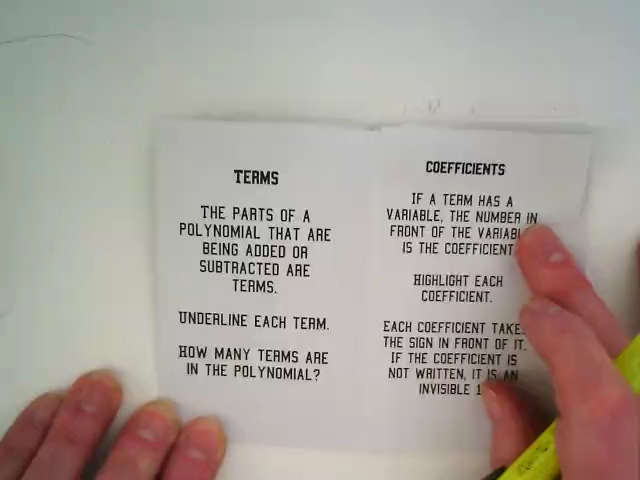 TERMS
THE PARTS OF A
POLYNOMIAL THAT ARE
BEING ADDED OR
SUBTRACTED ARE
TERMS.
UNDERLINE EACH TERM.
HOW MANY TERMS ARE
IN THE POLYNOMIAL?
COEFFICIENTS
IF A TERM HAS A
VARIABLE, THE NUMBER IN
FRONT OF THE VARIABL
IS THE COEFFICIENT
HIGHLIGHT EACH
COEFFICIENT.
EACH COEFFICIENT TAKE
THE SIGN IN FRONT OF IT.
IF THE COEFFICIENT IS
NOT WRITTEN, IT IS AN
INVISIBLE 1